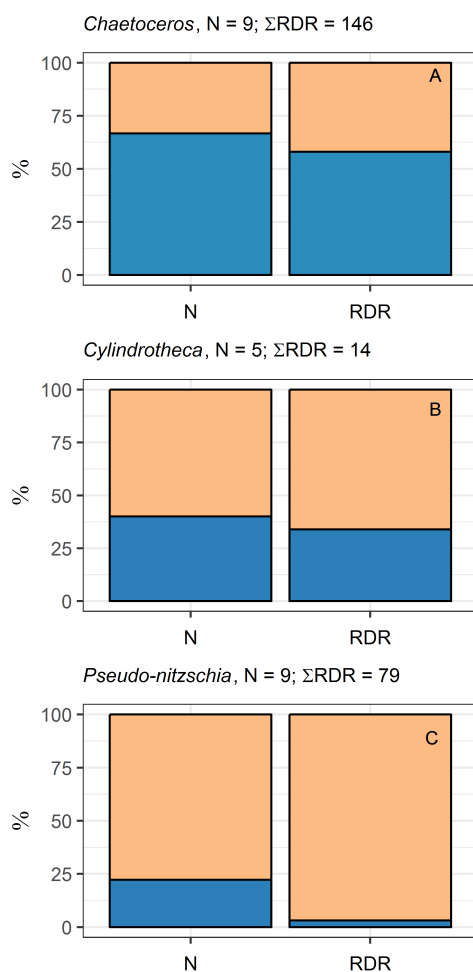 Chaetoceros, N = 9; ΣRDR = 146
A
100
75
50
25
0
%
N RDR
Cylindrotheca, N = 5; ΣRDR = 14
B
100
75
50
25
0
%
N RDR
Pseudo-nitzschia, N = 9; ΣRDR = 79
C
100
75
50
25
0
%
N RDR